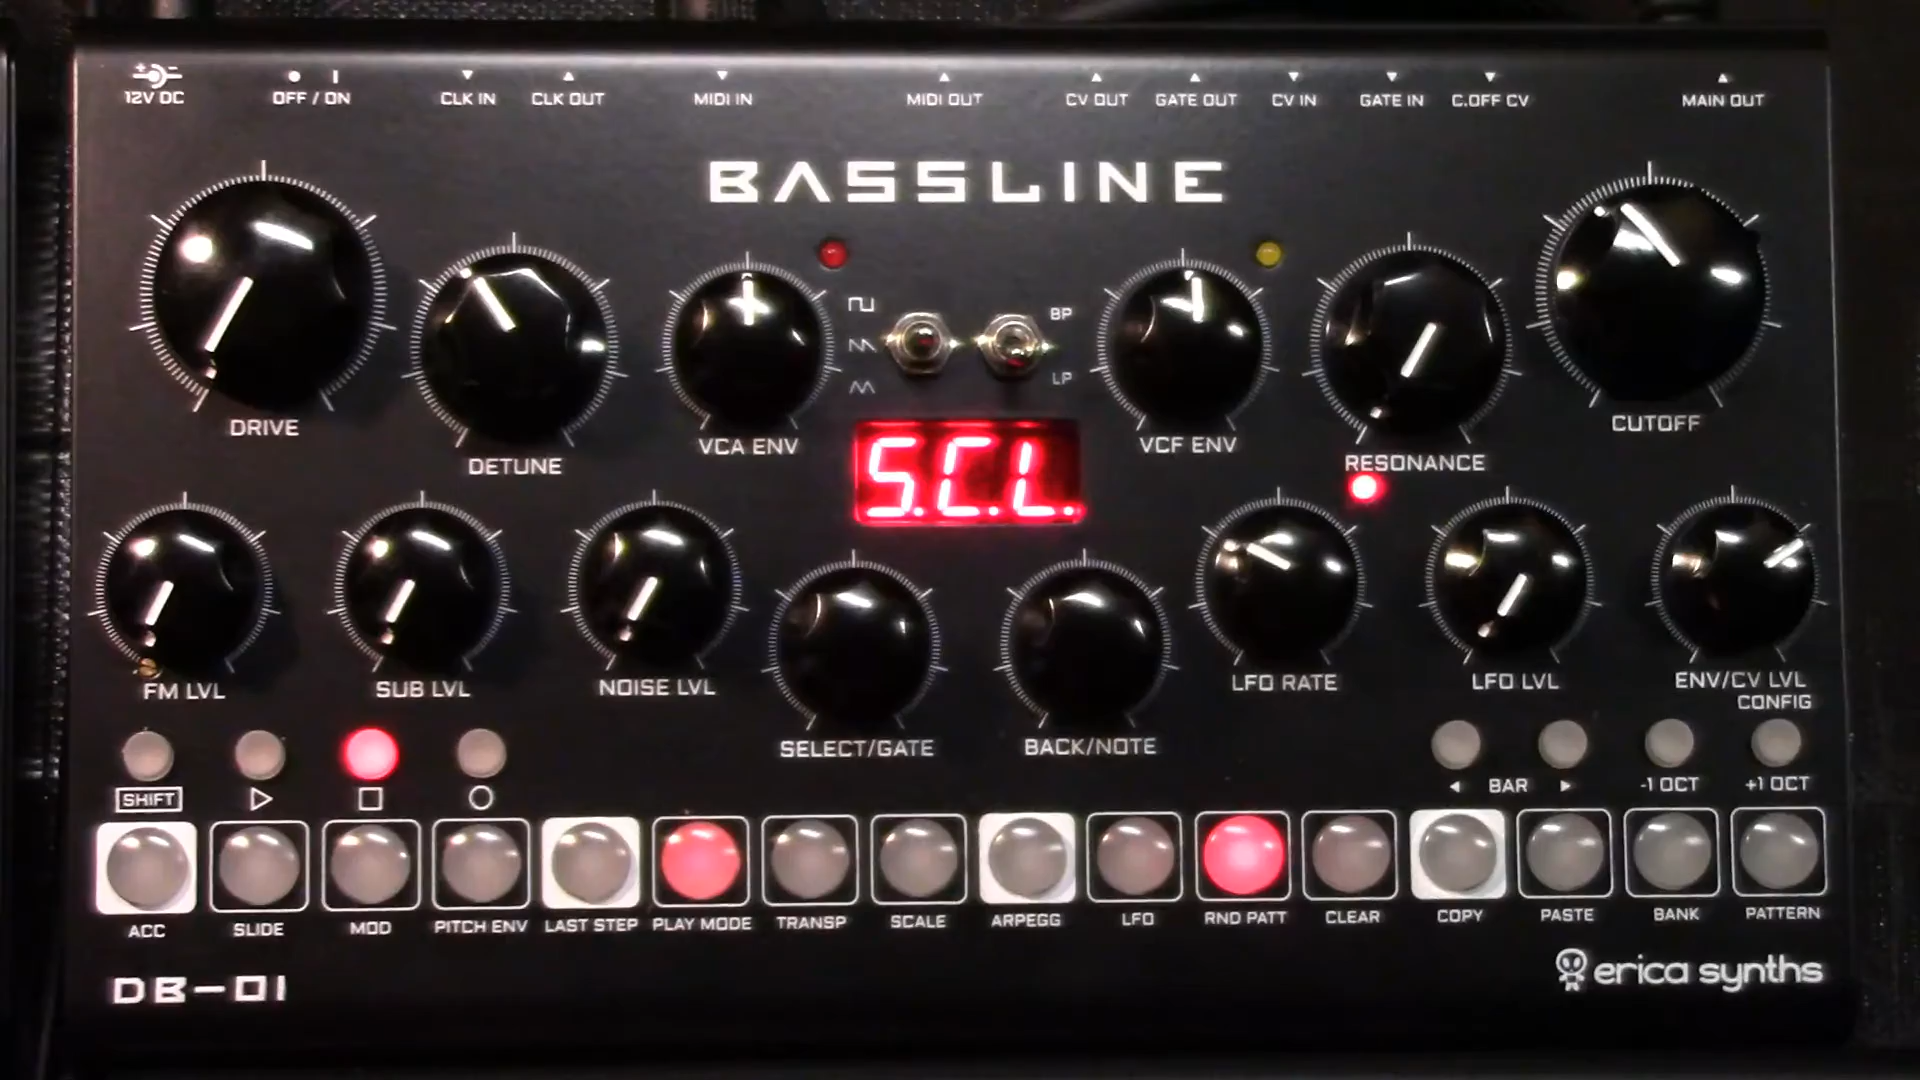 12V DC
OFF / ON
CLK IN
CLK OUT
MIDI IN
MIDI OUT
CV OUT
GATE OUT
CV IN
GATE IN
C.OFF CV
MAIN OUT
BASSLINE
BP
LP
DRIVE
DETUNE
VCA ENV
VCF ENV
RESONANCE
CUTOFF
S.C.L.
FM LVL
SUB LVL
NOISE LVL
SELECT/GATE
BACK/NOTE
LFO RATE
LFO LVL
ENV/CV LVL
CONFIG
SHIFT
BAR
-1 OCT
+1 OCT
ACC
SLIDE
MOD
PITCH ENV
LAST STEP
PLAY MODE
TRANSP
SCALE
ARPEGG
LFO
RND PATT
CLEAR
COPY
PASTE
BANK
PATTERN
DB-01
erica synths